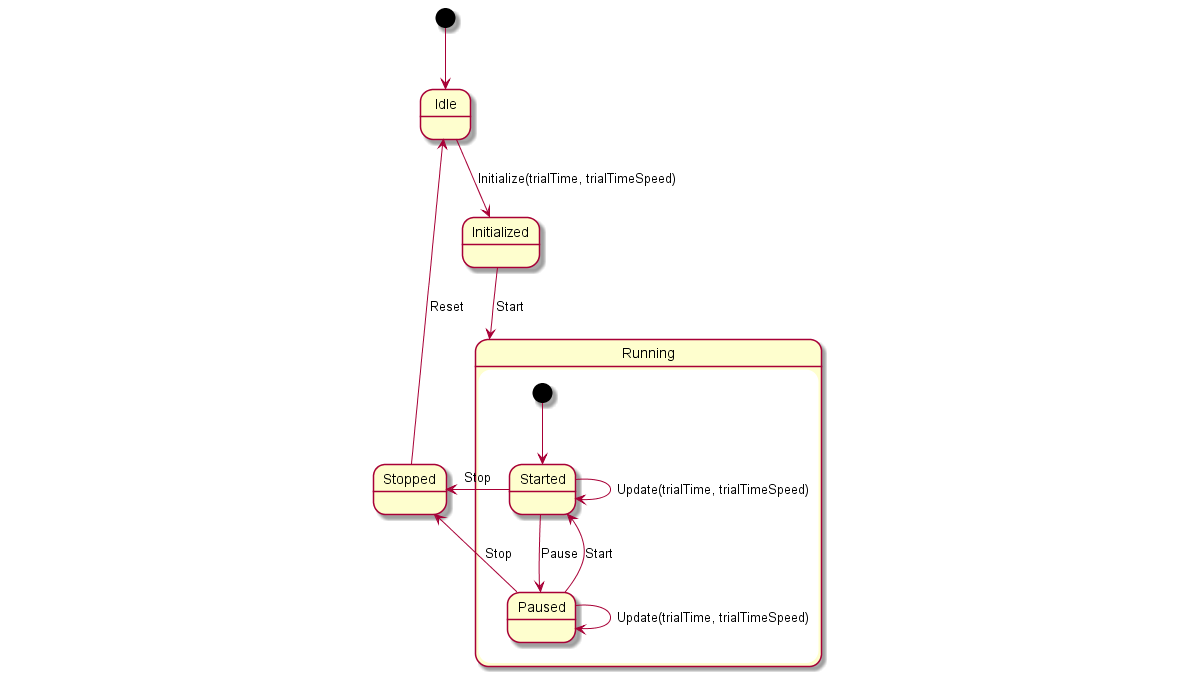 Idle
Initialize(trialTime, trialTimeSpeed)
Initialized
Reset
Start
Running
Stopped
Stop
Started
Update(trialTime, trialTimeSpeed)
Stop
Pause
Start
Paused
Update(trialTime, trialTimeSpeed)